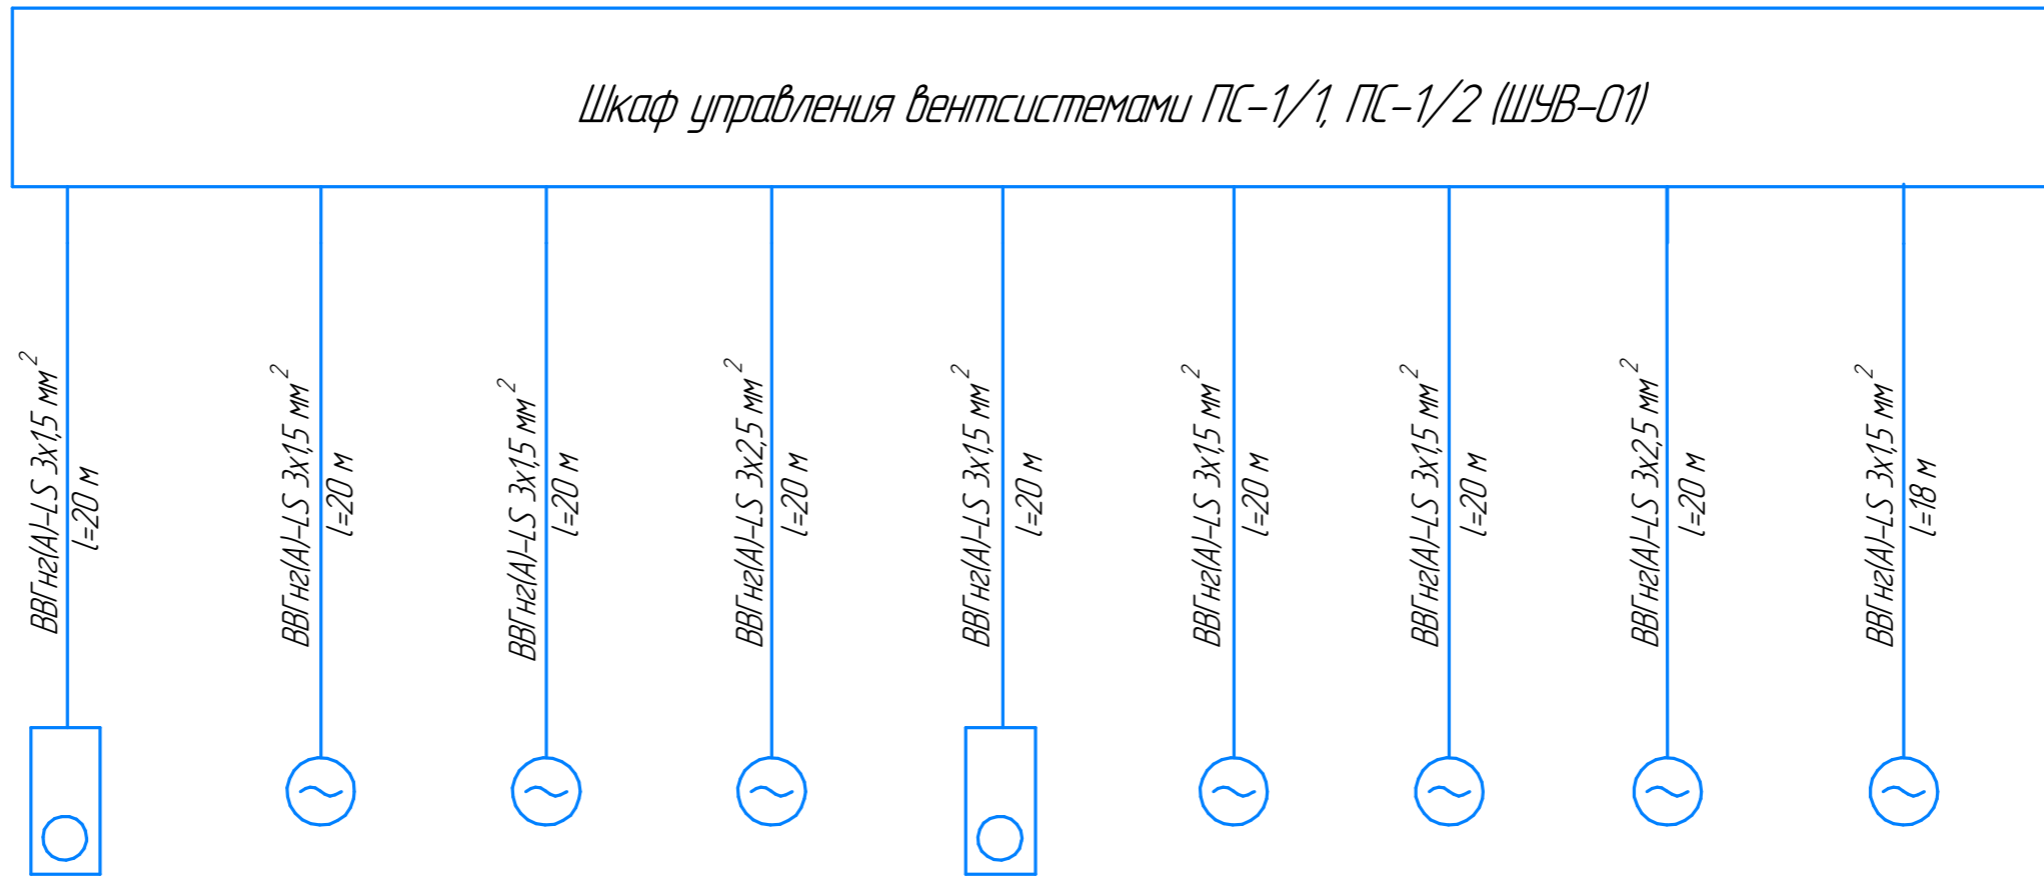 Шкаф управления вентсистемами ПС-1/1, ПС-1/2 (ШУВ-01)
ВВГнг(А)-LS 3х1,5 мм²
l=20 м
ВВГнг(А)-LS 3х1,5 мм²
l=20 м
ВВГнг(А)-LS 3х1,5 мм²
l=20 м
ВВГнг(А)-LS 3х2,5 мм²
l=20 м
ВВГнг(А)-LS 3х1,5 мм²
l=20 м
ВВГнг(А)-LS 3х1,5 мм²
l=20 м
ВВГнг(А)-LS 3х1,5 мм²
l=20 м
ВВГнг(А)-LS 3х2,5 мм²
l=20 м
ВВГнг(А)-LS 3х1,5 мм²
l=18 м